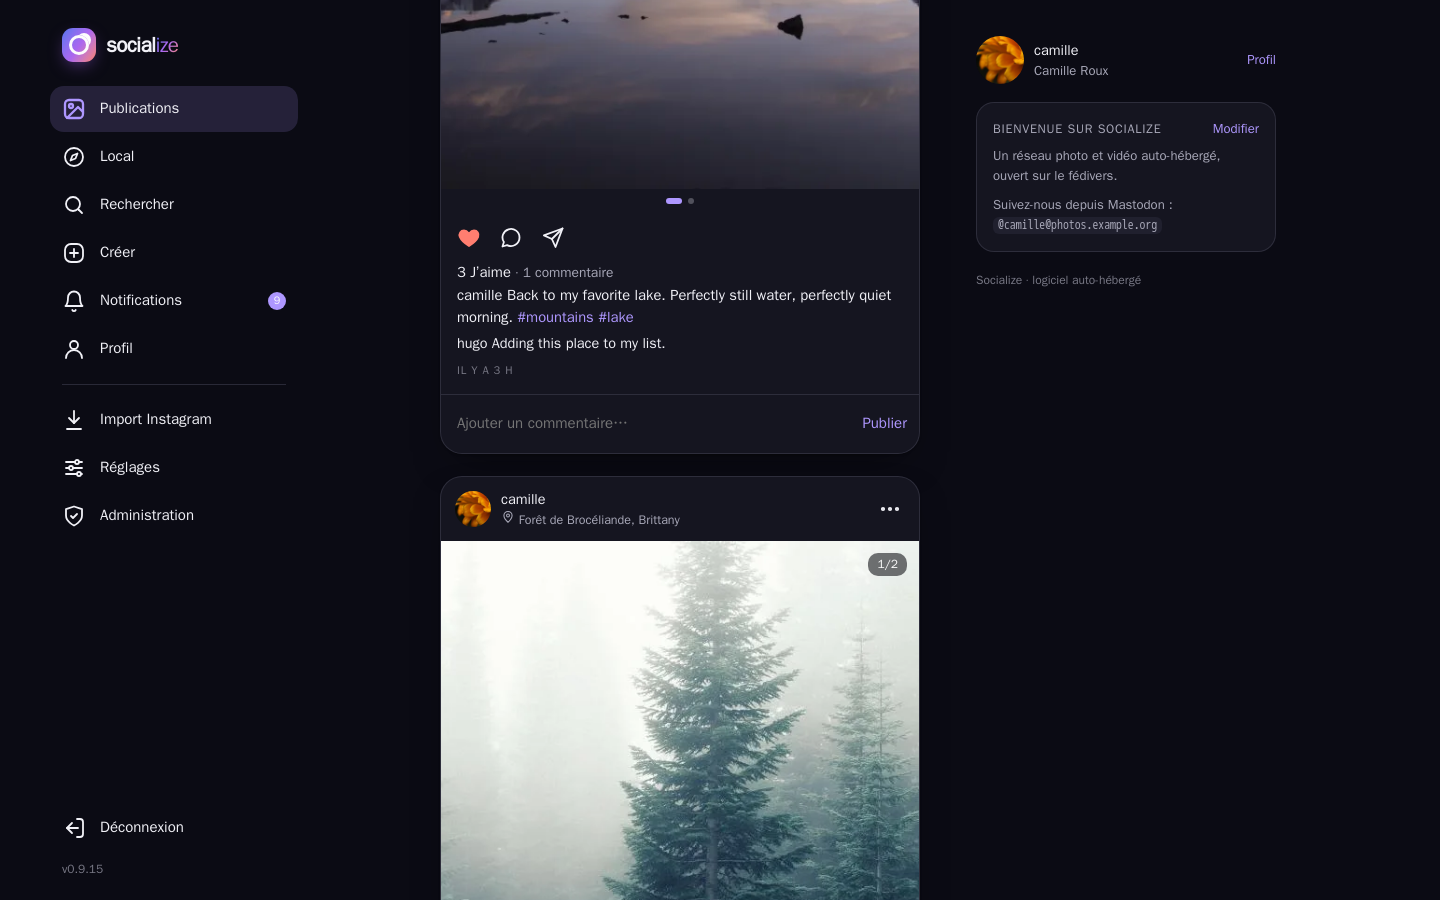 socialize
Publications
Local
Rechercher
Créer
Notifications 9
Profil
Import Instagram
Réglages
Administration
Déconnexion
v0.9.15
3 J'aime · 1 commentaire
camille Back to my favorite lake. Perfectly still water, perfectly quiet
morning. #mountains #lake
hugo Adding this place to my list.
IL Y A 3 H
Ajouter un commentaire… Publier
camille
Forêt de Brocéliande, Brittany
1/2
camille
Camille Roux
Profil
BIENVENUE SUR SOCIALIZE Modifier
Un réseau photo et vidéo auto-hébergé,
ouvert sur le fédivers.
Suivez-nous depuis Mastodon :
@camille@photos.example.org
Socialize · logiciel auto-hébergé